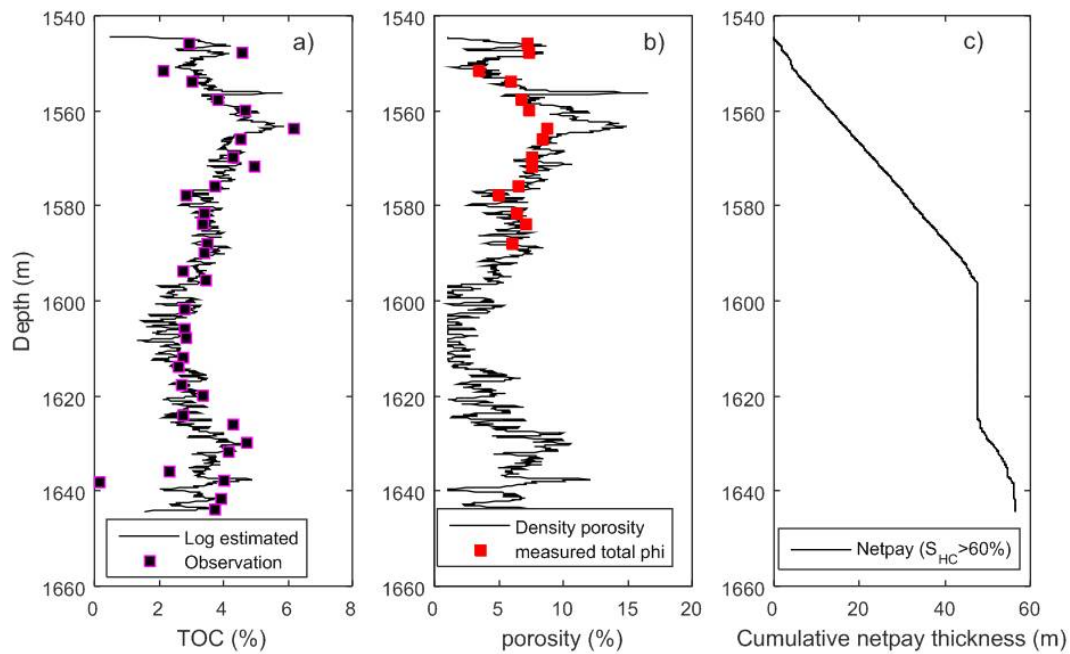 a)
1540
1560
1580
1600
1620
1640
1660
Depth (m)
0 2 4 6 8
TOC (%)
Log estimated
Observation
b)
1540
1560
1580
1600
1620
1640
1660
0 5 10 15 20
porosity (%)
Density porosity
measured total phi
c)
1540
1560
1580
1600
1620
1640
1660
0 20 40 60
Cumulative netpay thickness (m)
Netpay (S_HC>60%)